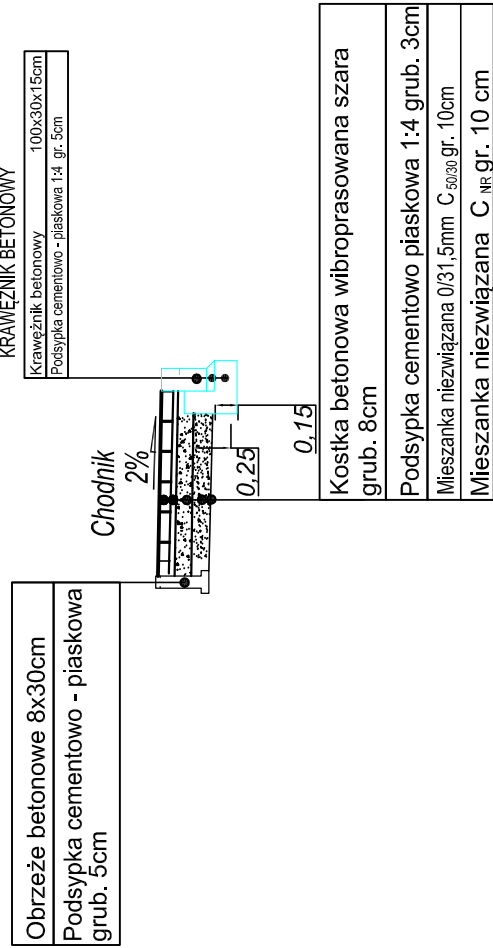 KRAWĘŻNIK BETONOWY
Krawężnik betonowy 100x30x15cm
Podsypka cementowo - piaskowa 1:4 gr. 5cm
Obrzeże betonowe 8x30cm
Podsypka cementowo - piaskowa
grub. 5cm
Chodnik
2%
0,25
0,15
Kostka betonowa wibroprasowana szara
grub. 8cm
Podsypka cementowo piaskowa 1:4 grub. 3cm
Mieszanka niezwiązana 0/31,5mm C 50/30 gr. 10cm
Mieszanka niezwiązana C NR gr. 10 cm